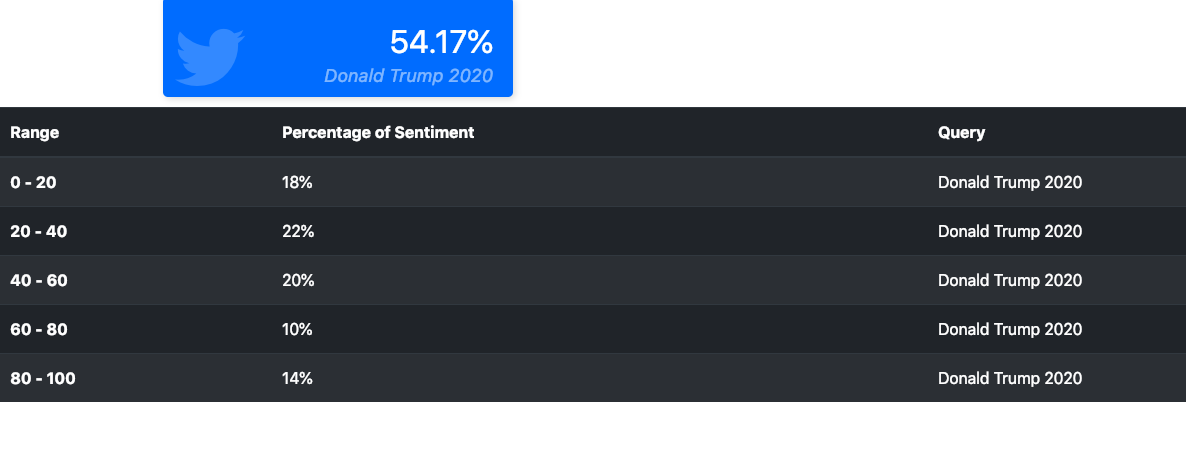 54.17%
Donald Trump 2020
Range Percentage of Sentiment Query
0 - 20 18% Donald Trump 2020
20 - 40 22% Donald Trump 2020
40 - 60 20% Donald Trump 2020
60 - 80 10% Donald Trump 2020
80 - 100 14% Donald Trump 2020